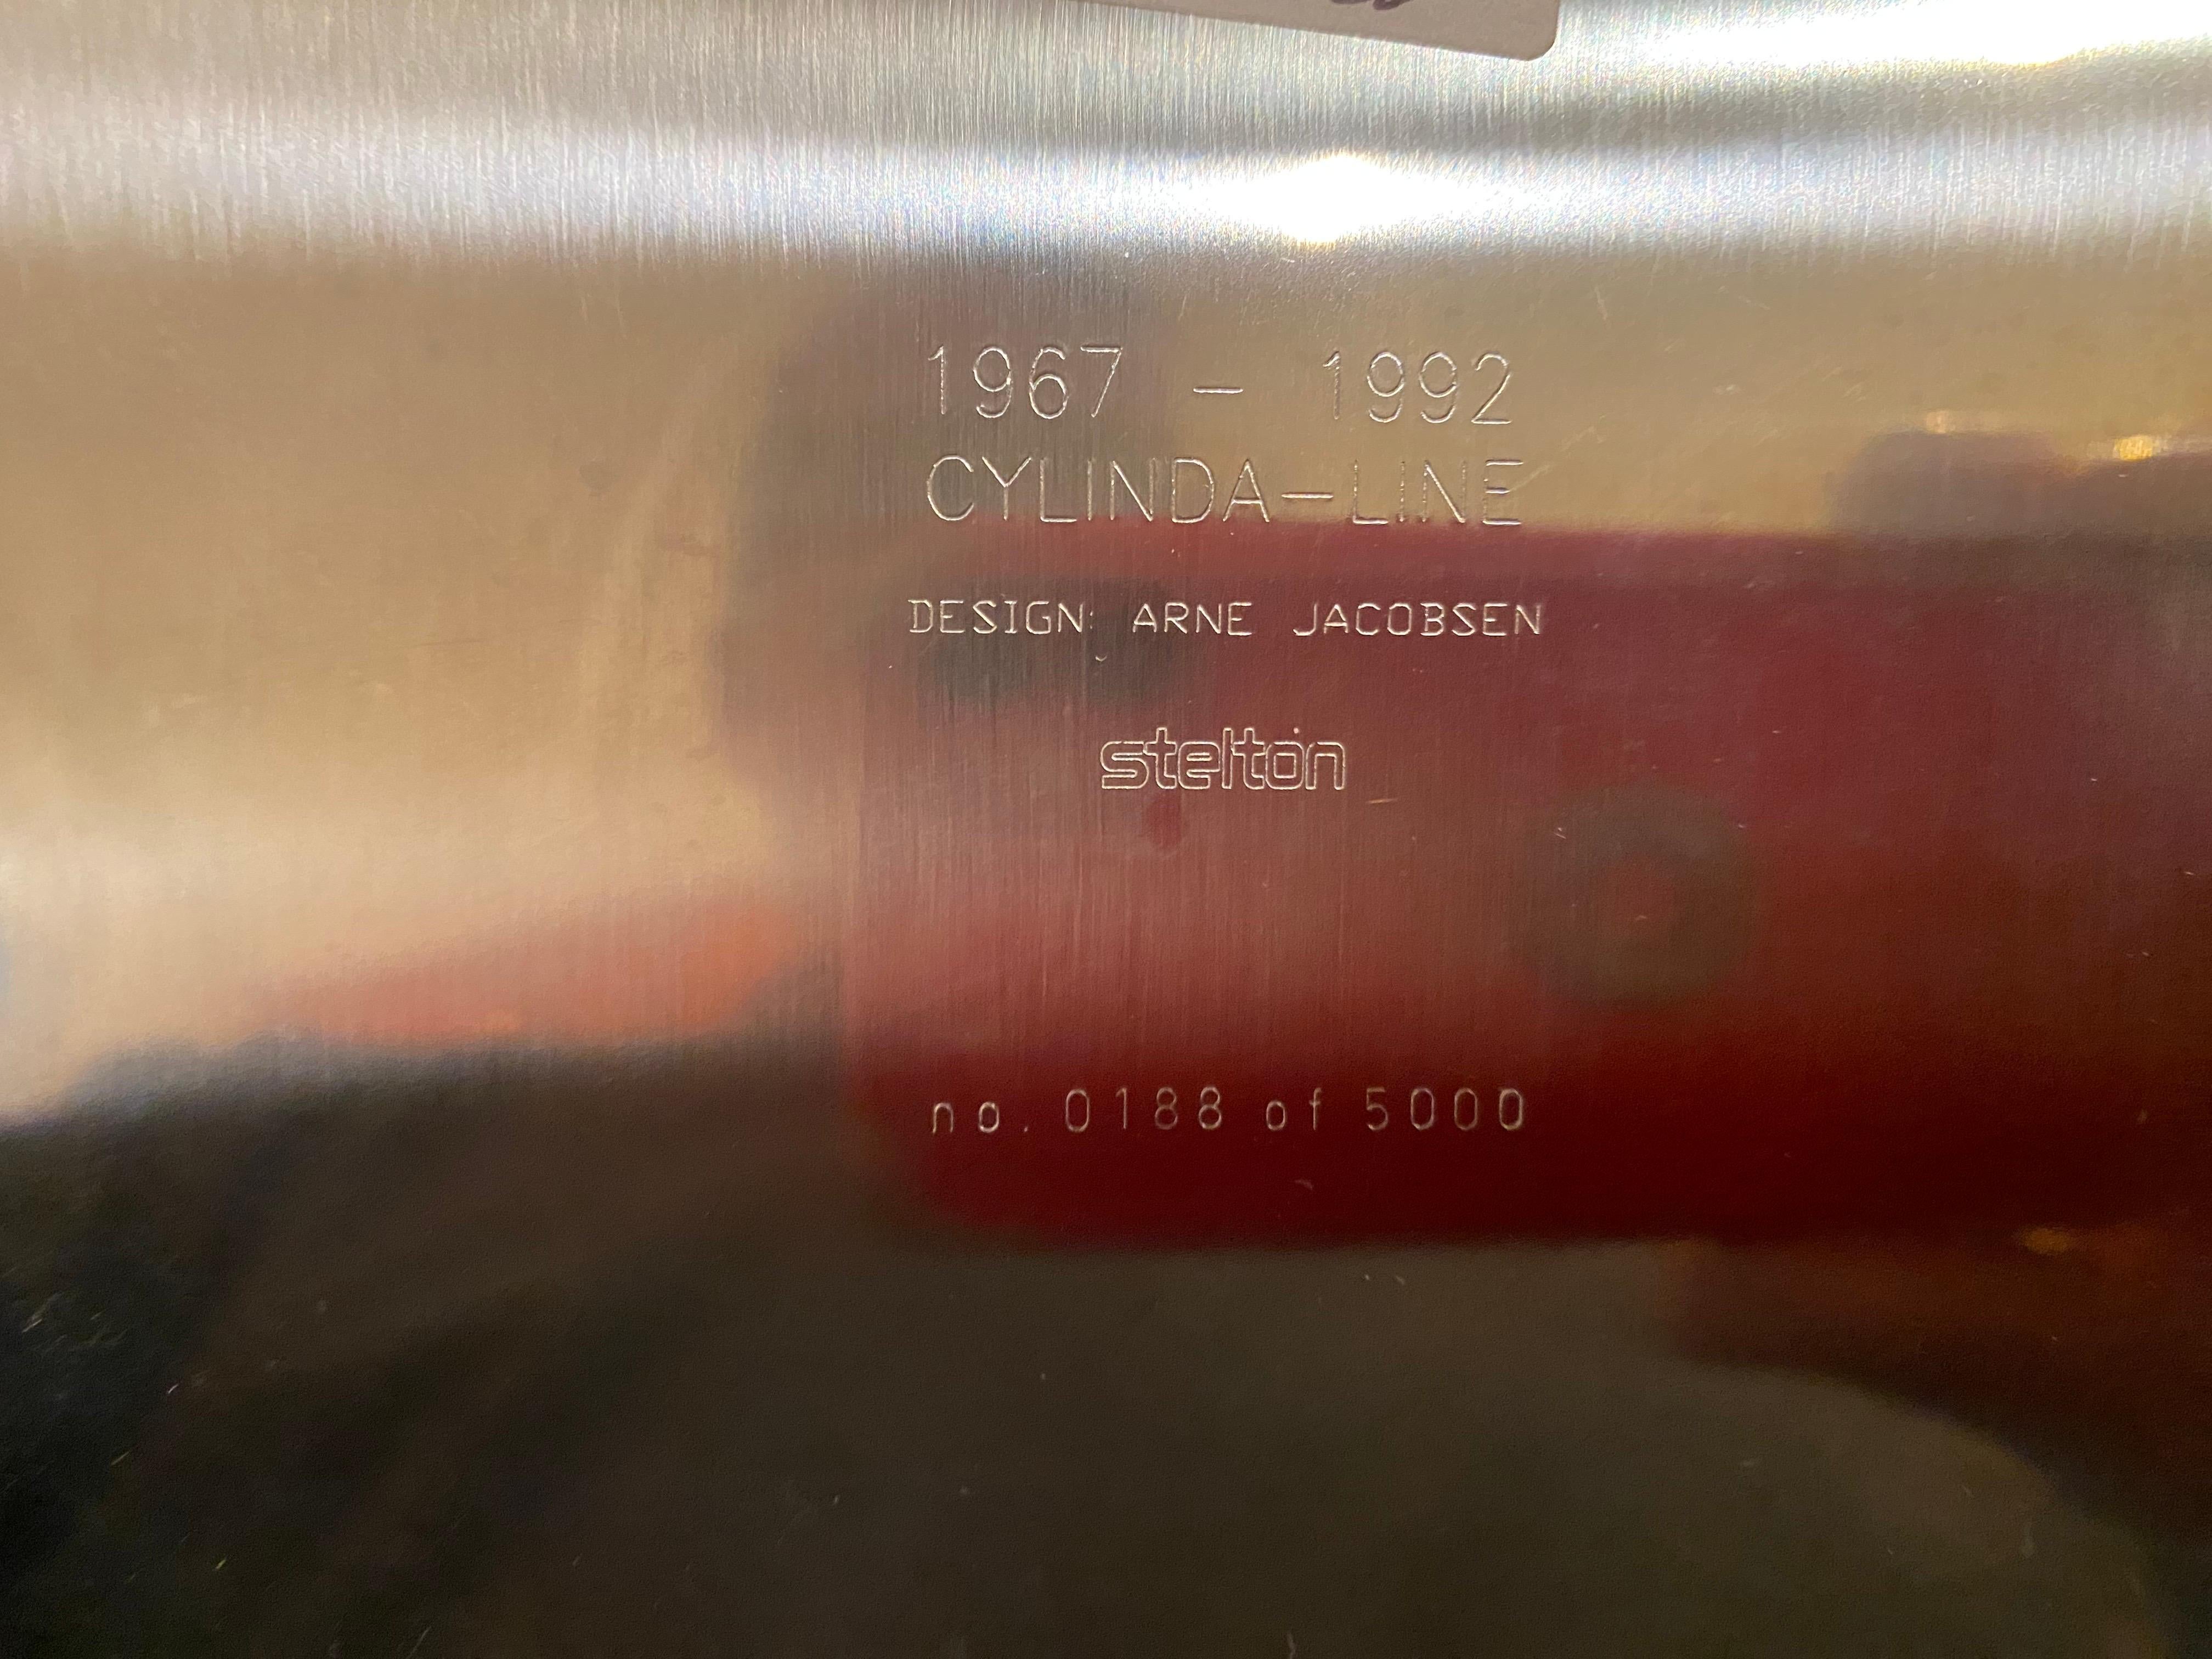 1967 – 1992
CYLINDA–LINE
DESIGN: ARNE JACOBSEN
stelton
no. 0188 of 5000